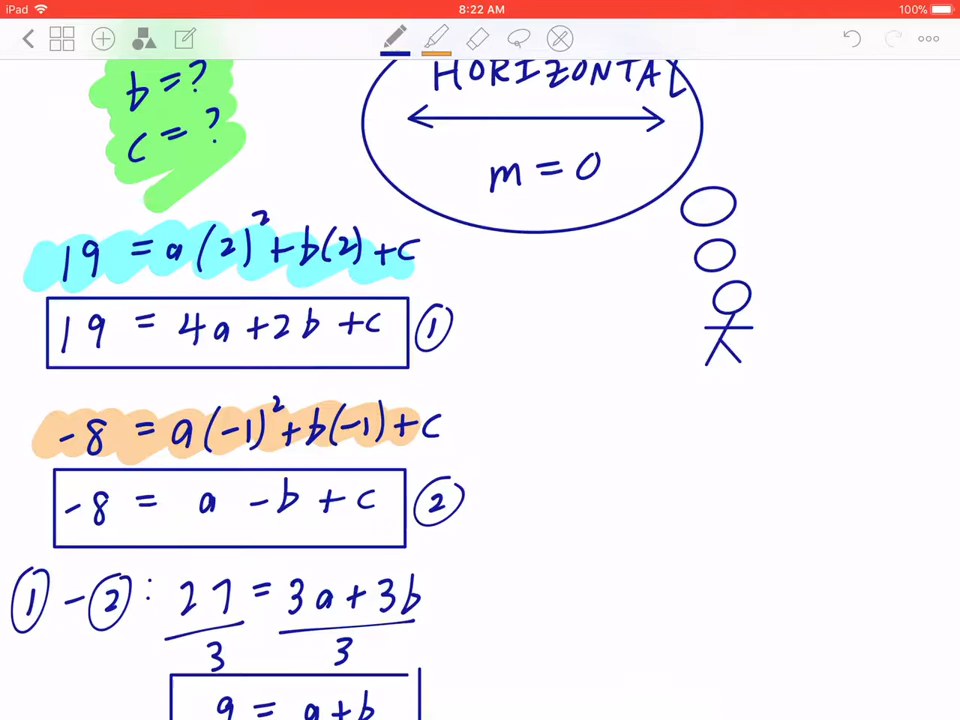 iPad 8:22 AM 100%
HORIZONTAL
b = ?
c = ?
m = 0
19 = a(2)² + b(2) + c
19 = 4a + 2b + c ①
-8 = a(-1)² + b(-1) + c
-8 = a - b + c ②
① - ② : 27 = 3a + 3b
3 3
9 = a + b